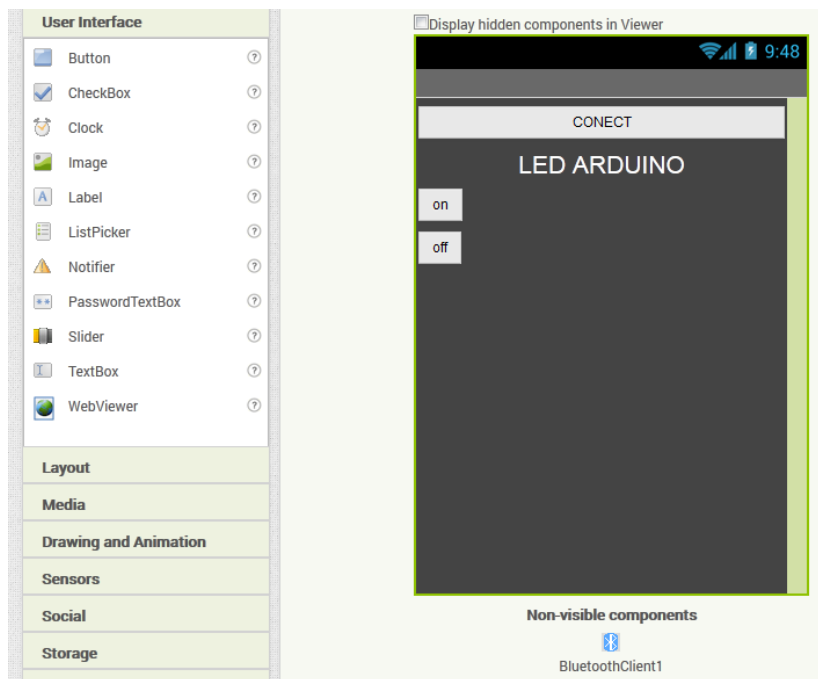 User Interface
Button
CheckBox
Clock
Image
Label
ListPicker
Notifier
PasswordTextBox
Slider
TextBox
WebViewer
Layout
Media
Drawing and Animation
Sensors
Social
Storage
Display hidden components in Viewer
9:48
CONECT
LED ARDUINO
on
off
Non-visible components
BluetoothClient1